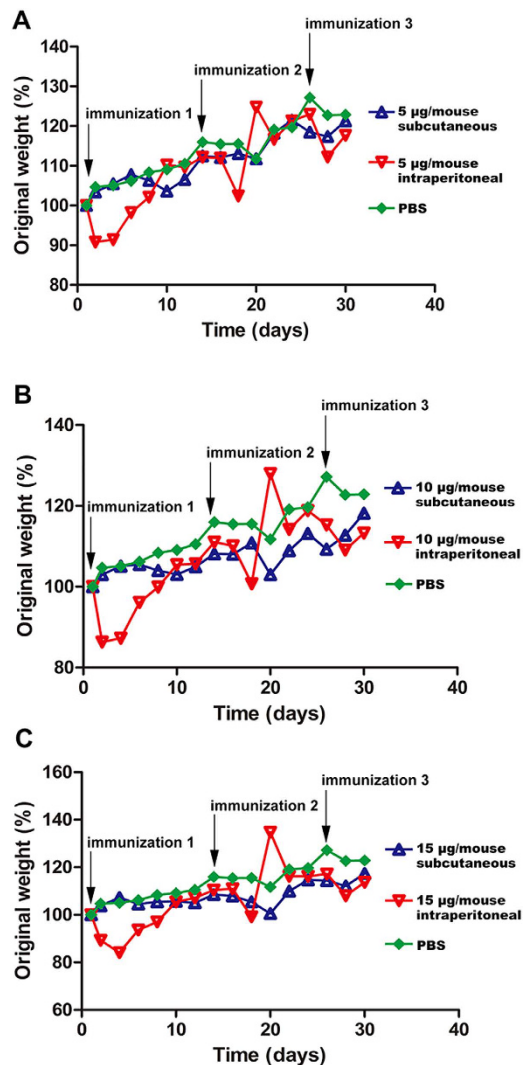 A
immunization 3
immunization 2
immunization 1
Original weight (%)
140
130
120
110
100
90
80
0
10
20
30
40
Time (days)
5 µg/mouse
subcutaneous
5 µg/mouse
intraperitoneal
PBS
B
immunization 3
immunization 2
immunization 1
Original weight (%)
140
120
100
80
0
10
20
30
40
Time (days)
10 µg/mouse
subcutaneous
10 µg/mouse
intraperitoneal
PBS
C
immunization 3
immunization 2
immunization 1
Original weight (%)
160
140
120
100
80
60
0
10
20
30
40
Time (days)
15 µg/mouse
subcutaneous
15 µg/mouse
intraperitoneal
PBS